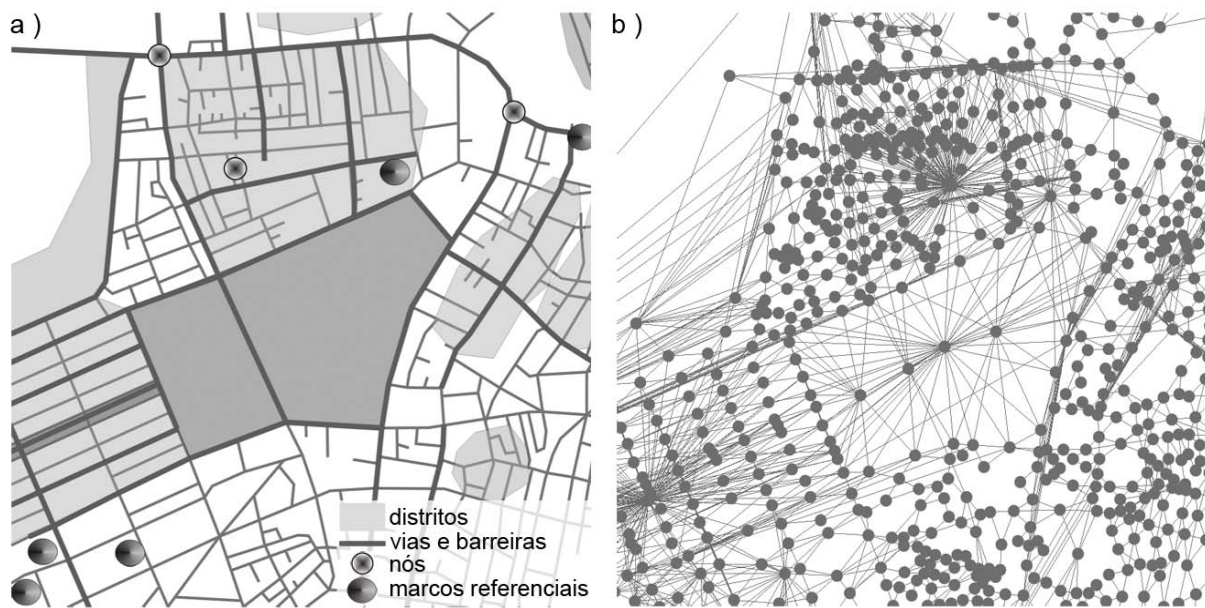 a )
b )
distritos
vias e barreiras
nós
marcos referenciais